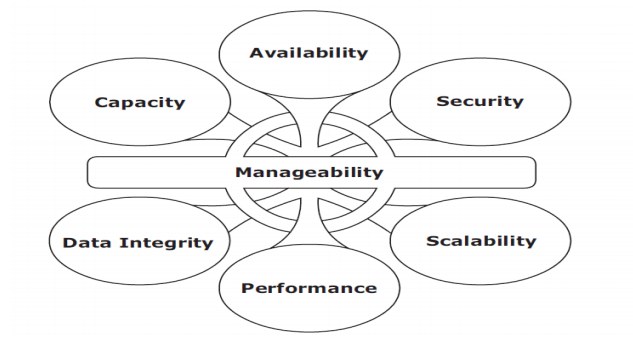 Availability
Capacity
Security
Manageability
Data Integrity
Scalability
Performance